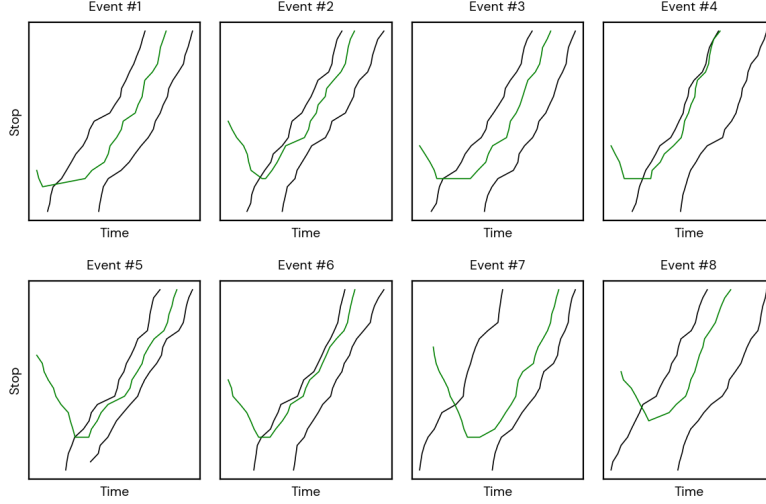 Event #1
Event #2
Event #3
Event #4
Stop
Time
Time
Time
Time
Event #5
Event #6
Event #7
Event #8
Stop
Time
Time
Time
Time